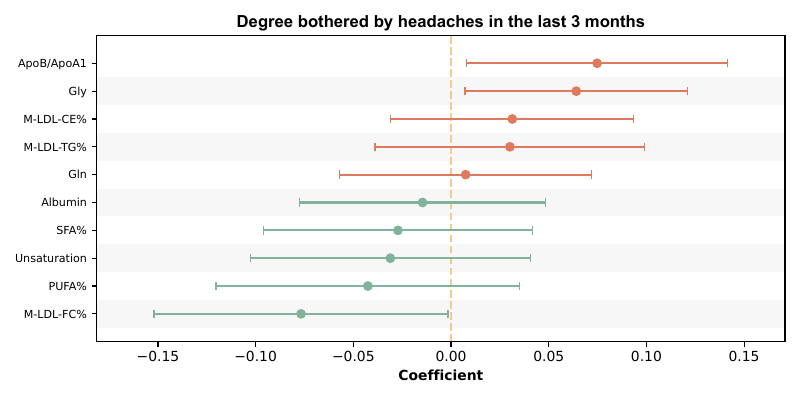 Degree bothered by headaches in the last 3 months
ApoB/ApoA1
Gly
M-LDL-CE%
M-LDL-TG%
Gln
Albumin
SFA%
Unsaturation
PUFA%
M-LDL-FC%
−0.15 −0.10 −0.05 0.00 0.05 0.10 0.15
Coefficient